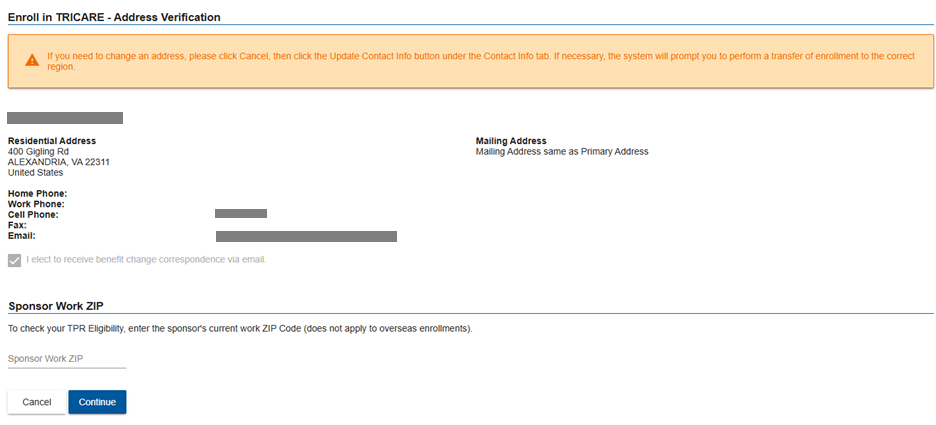 Enroll in TRICARE - Address Verification
If you need to change an address, please click Cancel, then click the Update Contact Info button under the Contact Info tab. If necessary, the system will prompt you to perform a transfer of enrollment to the correct
region.
Residential Address
400 Gigling Rd
ALEXANDRIA, VA 22311
United States
Mailing Address
Mailing Address same as Primary Address
Home Phone:
Work Phone:
Cell Phone:
Fax:
Email:
I elect to receive benefit change correspondence via email.
Sponsor Work ZIP
To check your TPR Eligibility, enter the sponsor's current work ZIP Code (does not apply to overseas enrollments).
Sponsor Work ZIP
Cancel Continue